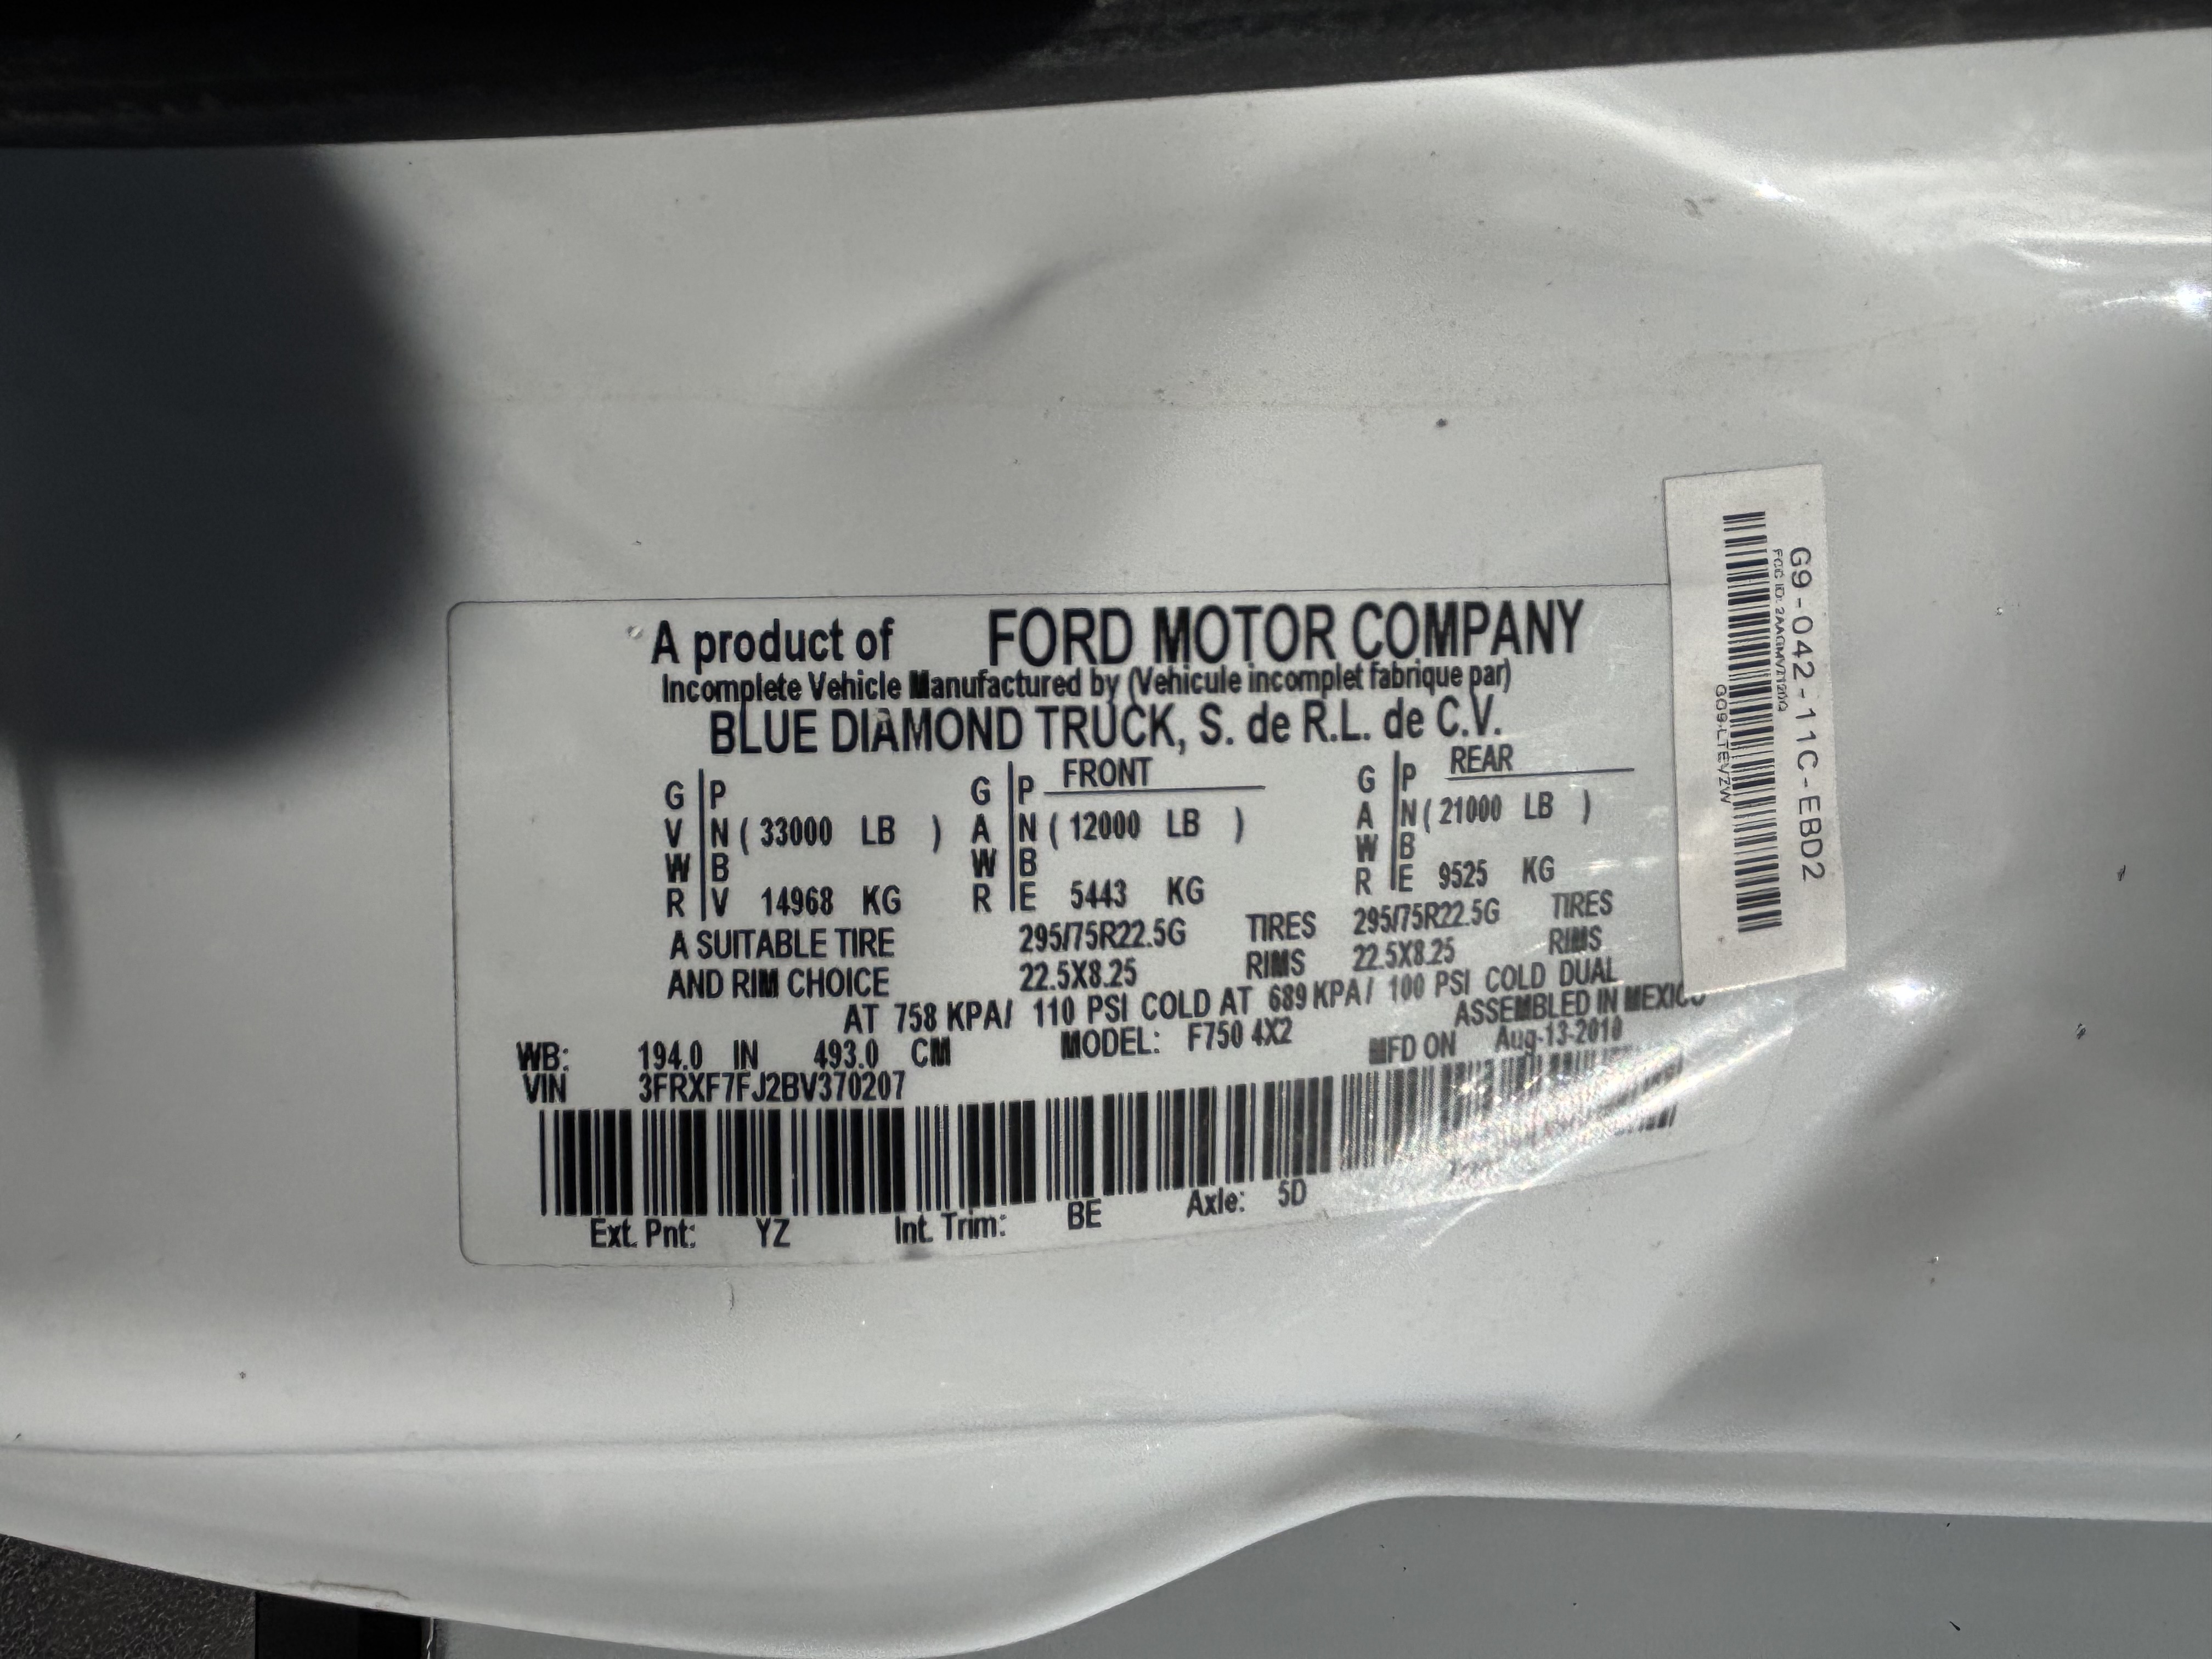 A product of FORD MOTOR COMPANY
Incomplete Vehicle Manufactured by (Vehicule incomplet fabrique par)
BLUE DIAMOND TRUCK, S. de R.L. de C.V.
G P G P FRONT G P REAR
V N ( 33000 LB ) A N ( 12000 LB ) A N ( 21000 LB )
W B W B W B
R V 14968 KG R E 5443 KG R E 9525 KG
A SUITABLE TIRE 295/75R22.5G TIRES 295/75R22.5G TIRES
AND RIM CHOICE 22.5X8.25 RIMS 22.5X8.25 RIMS
AT 758 KPA/ 110 PSI COLD AT 689 KPA/ 100 PSI COLD DUAL
ASSEMBLED IN MEXICO
WB: 194.0 IN 493.0 CM MODEL: F750 4X2 MFD ON Aug-13-2010
VIN 3FRXF7FJ2BV370207
Ext. Pnt: YZ Int. Trim: BE Axle: 5D
G9-042-11C-EBD2
FCC ID:
GO9-LTEVZW